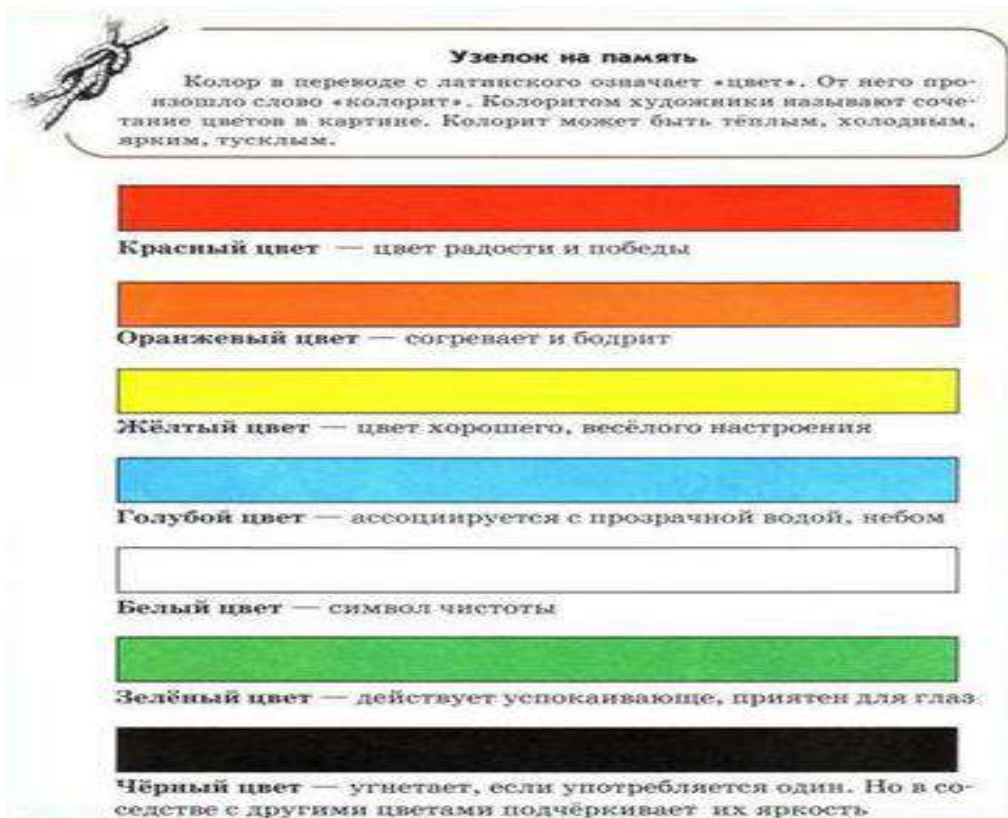 Узелок на память
Колор в переводе с латинского означает «цвет». От него про-
изошло слово «колорит». Колоритом художники называют соче-
тание цветов в картине. Колорит может быть тёплым, холодным,
ярким, тусклым.
Красный цвет — цвет радости и победы
Оранжевый цвет — согревает и бодрит
Жёлтый цвет — цвет хорошего, весёлого настроения
Голубой цвет — ассоциируется с прозрачной водой, небом
Белый цвет — символ чистоты
Зелёный цвет — действует успокаивающе, приятен для глаз
Чёрный цвет — угнетает, если употребляется один. Но в со-
седстве с другими цветами подчёркивает их яркость